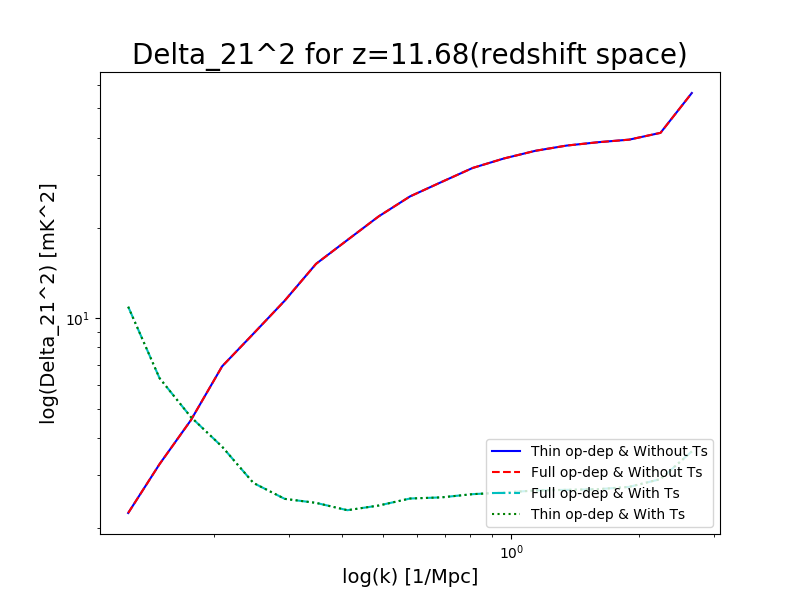 Delta_21^2 for z=11.68(redshift space)
log(Delta_21^2) [mK^2]
10^1
Thin op-dep & Without Ts
Full op-dep & Without Ts
Full op-dep & With Ts
Thin op-dep & With Ts
10^0
log(k) [1/Mpc]